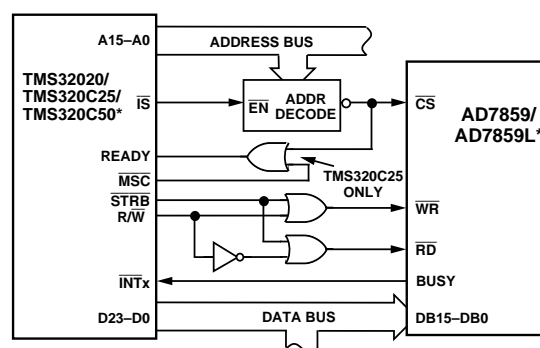 A15–A0
ADDRESS BUS
TMS32020/
TMS320C25/
TMS320C50*
IS
EN ADDR
DECODE
CS
AD7859/
AD7859L*
READY
TMS320C25
ONLY
MSC
STRB
R/W
WR
RD
INTx
BUSY
D23–D0
DATA BUS
DB15–DB0